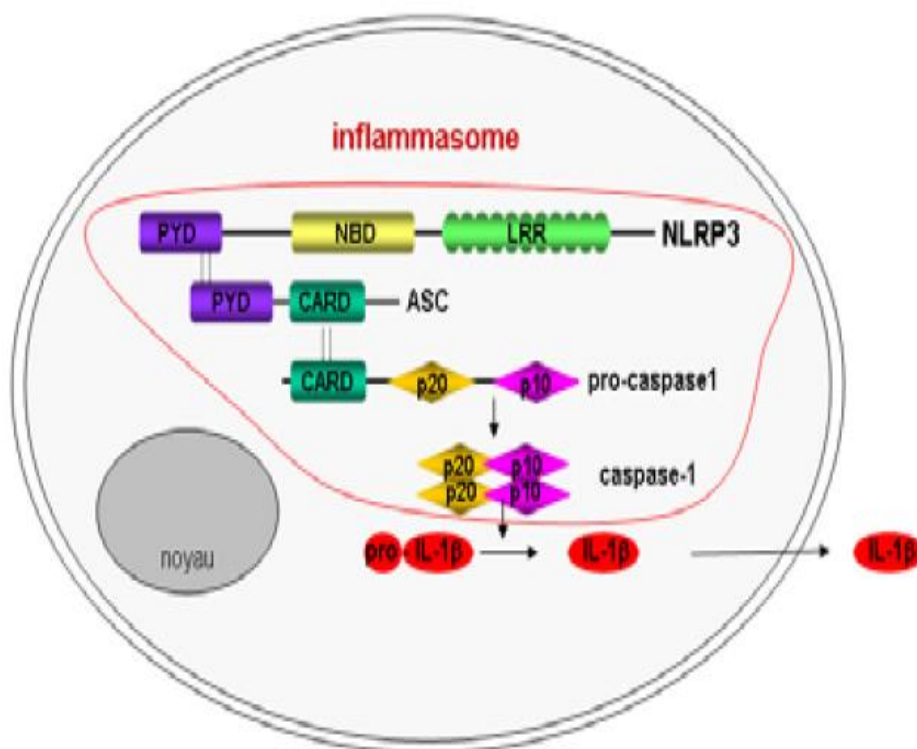 inflammasome
PYD NBD LRR NLRP3
PYD CARD ASC
CARD p20 p10 pro-caspase1
p20 p10
p20 p10
caspase-1
noyau
pro IL-1β IL-1β IL-1β